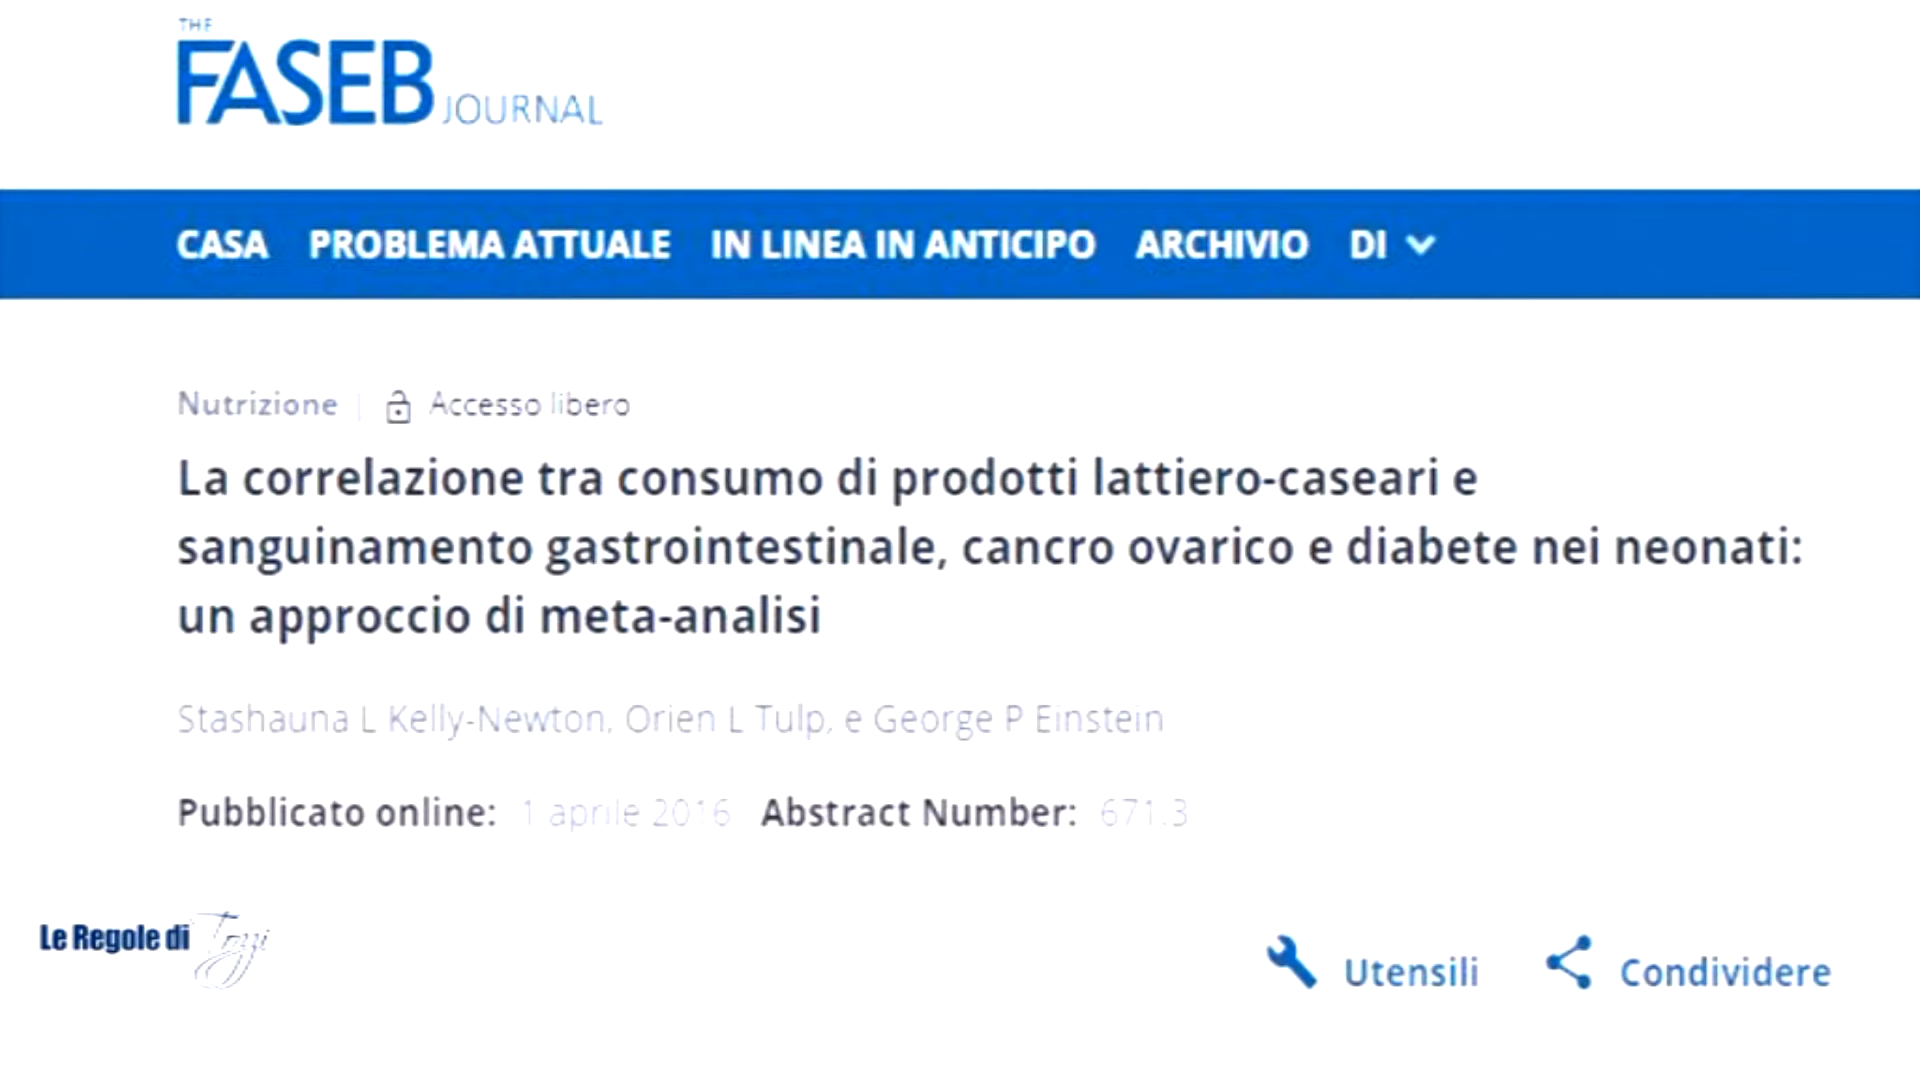 THE
FASEB JOURNAL
CASA PROBLEMA ATTUALE IN LINEA IN ANTICIPO ARCHIVIO DI
Nutrizione | Accesso libero
La correlazione tra consumo di prodotti lattiero-caseari e
sanguinamento gastrointestinale, cancro ovarico e diabete nei neonati:
un approccio di meta-analisi
Stashauna L Kelly-Newton, Orien L Tulp, e George P Einstein
Pubblicato online: 1 aprile 2016 Abstract Number: 671.3
Le Regole di Tozzi
Utensili Condividere